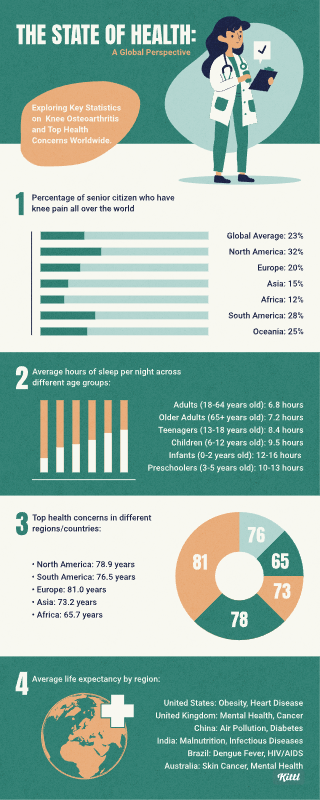 THE STATE OF HEALTH:
A Global Perspective
Exploring Key Statistics
on Knee Osteoarthritis
and Top Health
Concerns Worldwide.
1
Percentage of senior citizen who have
knee pain all over the world
Global Average: 23%
North America: 32%
Europe: 20%
Asia: 15%
Africa: 12%
South America: 28%
Oceania: 25%
2
Average hours of sleep per night across
different age groups:
Adults (18-64 years old): 6.8 hours
Older Adults (65+ years old): 7.2 hours
Teenagers (13-18 years old): 8.4 hours
Children (6-12 years old): 9.5 hours
Infants (0-2 years old): 12-16 hours
Preschoolers (3-5 years old): 10-13 hours
3
Top health concerns in different
regions/countries:
• North America: 78.9 years
• South America: 76.5 years
• Europe: 81.0 years
• Asia: 73.2 years
• Africa: 65.7 years
76
81
65
73
78
4
Average life expectancy by region:
United States: Obesity, Heart Disease
United Kingdom: Mental Health, Cancer
China: Air Pollution, Diabetes
India: Malnutrition, Infectious Diseases
Brazil: Dengue Fever, HIV/AIDS
Australia: Skin Cancer, Mental Health
Kittl